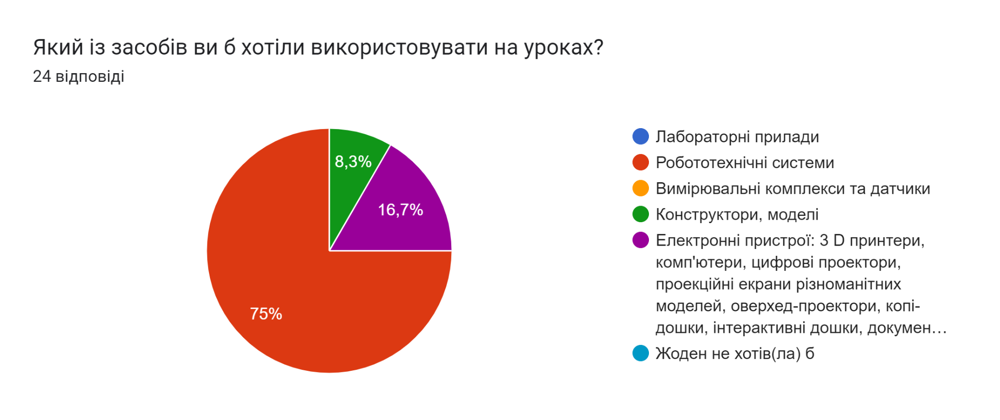 Який із засобів ви б хотіли використовувати на уроках?
24 відповіді
8,3%
16,7%
75%
Лабораторні прилади
Робототехнічні системи
Вимірювальні комплекси та датчики
Конструктори, моделі
Електронні пристрої: 3 D принтери,
комп'ютери, цифрові проектори,
проекційні екрани різноманітних
моделей, оверхед-проектори, копі-
дошки, інтерактивні дошки, докумен…
Жоден не хотів(ла) б